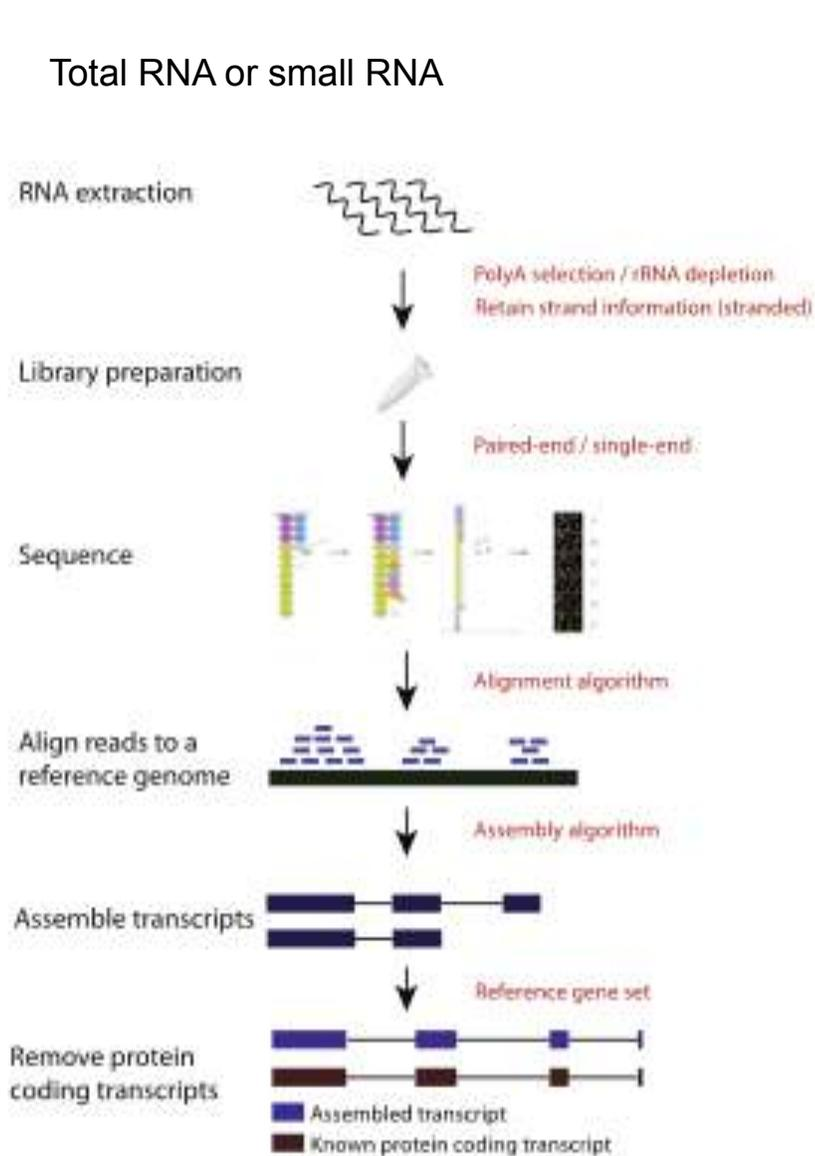 Total RNA or small RNA
RNA extraction
PolyA selection / rRNA depletion
Retain strand information (stranded)
Library preparation
Paired-end / single-end
Sequence
Alignment algorithm
Align reads to a
reference genome
Assembly algorithm
Assemble transcripts
Reference gene set
Remove protein
coding transcripts
Assembled transcript
Known protein coding transcript